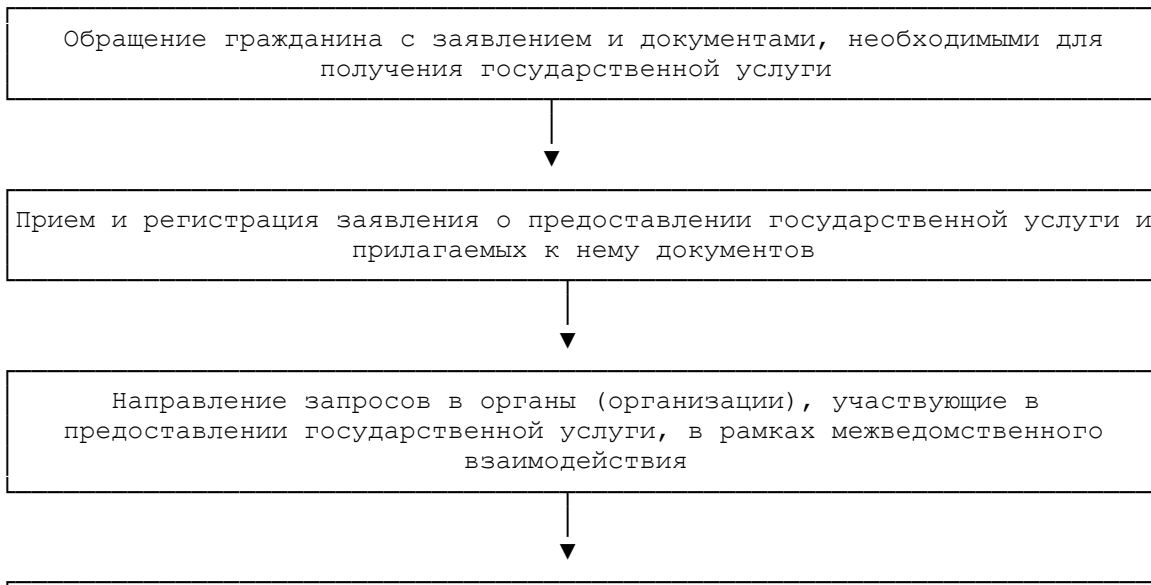 Обращение гражданина с заявлением и документами, необходимыми для
получения государственной услуги
Прием и регистрация заявления о предоставлении государственной услуги и
прилагаемых к нему документов
Направление запросов в органы (организации), участвующие в
предоставлении государственной услуги, в рамках межведомственного
взаимодействия